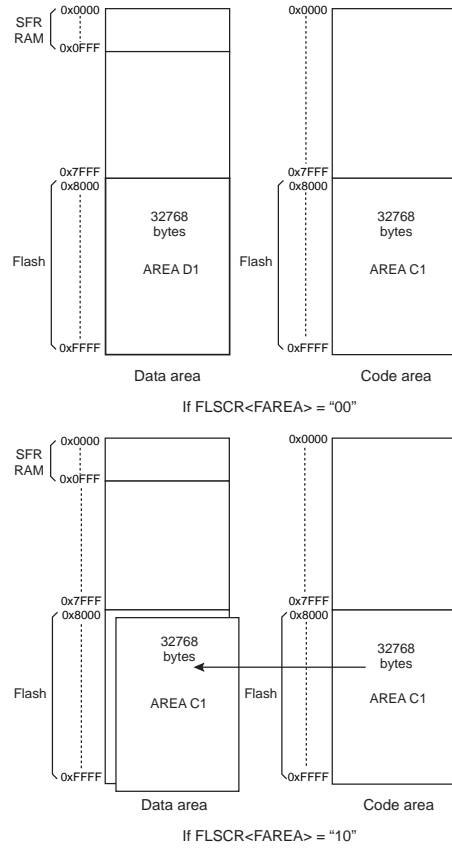 0x0000
SFR
RAM
0x0FFF
0x7FFF
0x8000
32768
bytes
Flash
AREA D1
0xFFFF
Data area
0x0000
0x7FFF
0x8000
32768
bytes
Flash
AREA C1
0xFFFF
Code area
If FLSCR<FAREA> = “00”
0x0000
SFR
RAM
0x0FFF
0x7FFF
0x8000
32768
bytes
Flash
AREA C1
0xFFFF
Data area
0x0000
0x7FFF
0x8000
32768
bytes
Flash
AREA C1
0xFFFF
Code area
If FLSCR<FAREA> = “10”